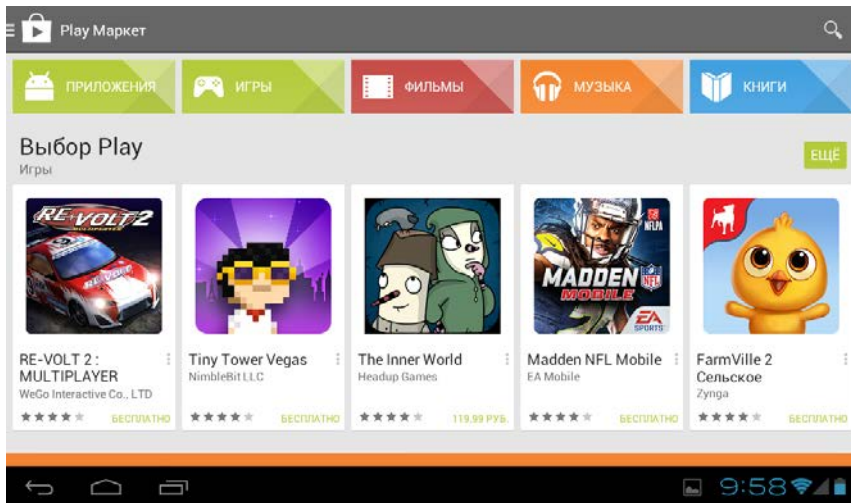 Play Маркет
ПРИЛОЖЕНИЯ
ИГРЫ
ФИЛЬМЫ
МУЗЫКА
КНИГИ
Выбор Play
Игры
ЕЩЁ
RE-VOLT 2
MULTIPLAYER
NFLPA
MADDEN NFL
MOBILE
EA
SPORTS
RE-VOLT 2 :
MULTIPLAYER
WeGo Interactive Co., LTD
БЕСПЛАТНО
Tiny Tower Vegas
NimbleBit LLC
БЕСПЛАТНО
The Inner World
Headup Games
119,99 РУБ.
Madden NFL Mobile
EA Mobile
БЕСПЛАТНО
FarmVille 2
Сельское
Zynga
БЕСПЛАТНО
9:58